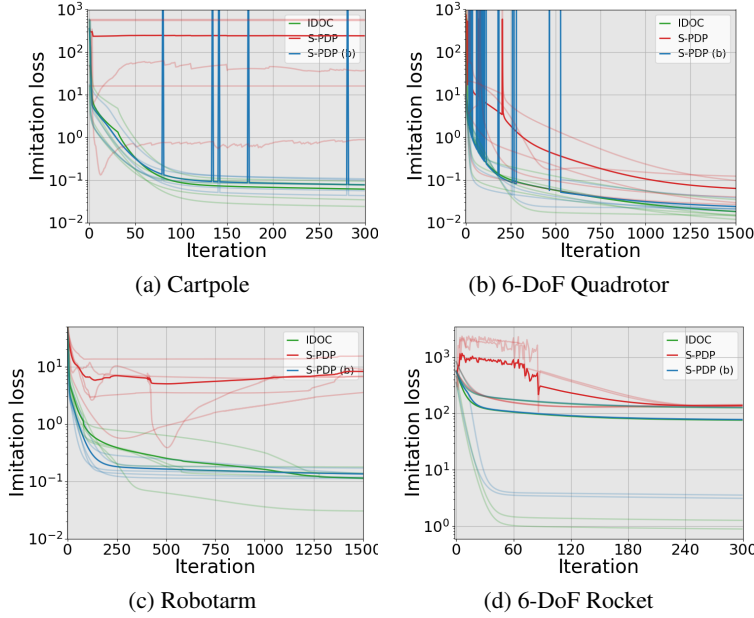 10³
10²
10¹
10⁰
10⁻¹
10⁻²
Imitation loss
IDOC
S-PDP
S-PDP (b)
0 50 100 150 200 250 300
Iteration
(a) Cartpole
10³
10²
10¹
10⁰
10⁻¹
10⁻²
Imitation loss
IDOC
S-PDP
S-PDP (b)
0 250 500 750 1000 1250 1500
Iteration
(b) 6-DoF Quadrotor
10¹
10⁰
10⁻¹
10⁻²
Imitation loss
IDOC
S-PDP
S-PDP (b)
0 250 500 750 1000 1250 1500
Iteration
(c) Robotarm
10³
10²
10¹
10⁰
Imitation loss
IDOC
S-PDP
S-PDP (b)
0 60 120 180 240 300
Iteration
(d) 6-DoF Rocket